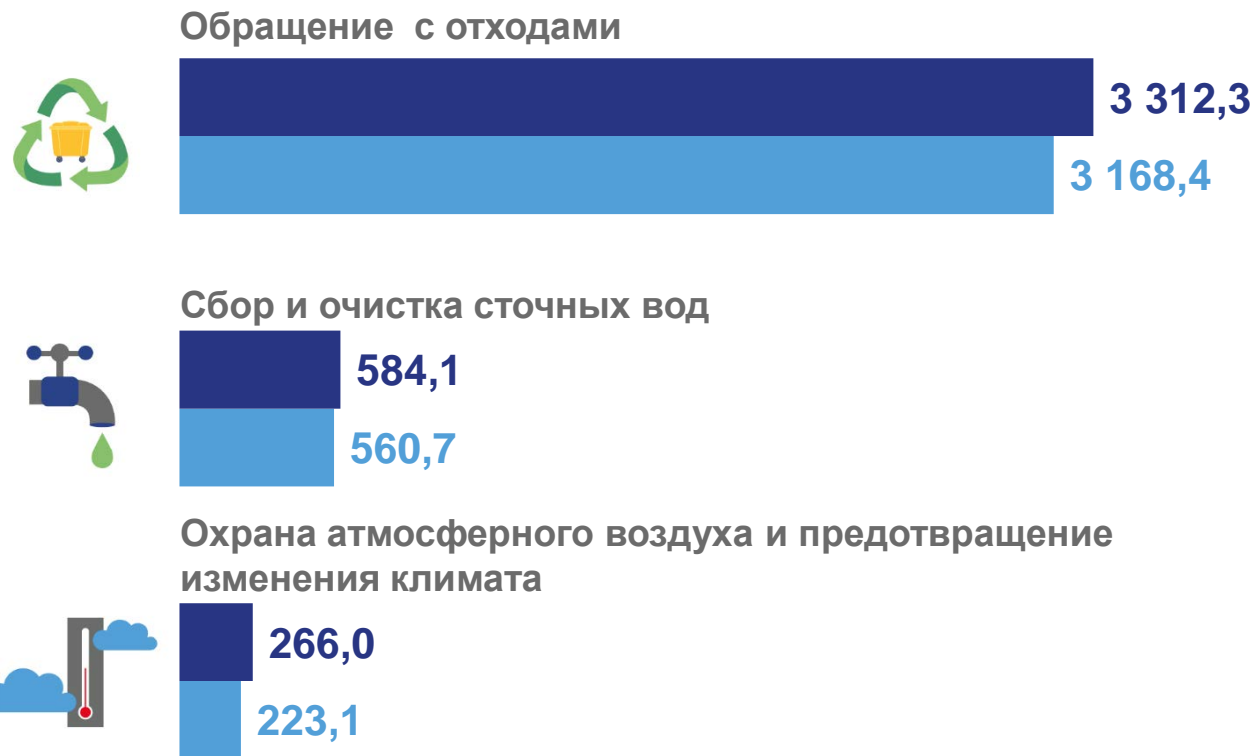 Обращение с отходами
3 312,3
3 168,4
Сбор и очистка сточных вод
584,1
560,7
Охрана атмосферного воздуха и предотвращение
изменения климата
266,0
223,1